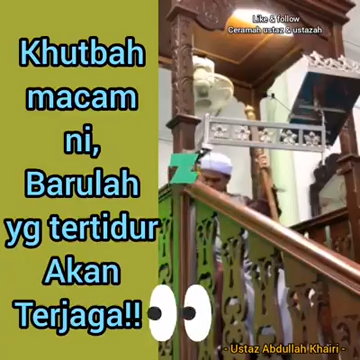 Like & follow
Ceramah ustaz & ustazah
Khutbah
macam
ni,
Barulah
yg tertidur
Akan
Terjaga!!
- Ustaz Abdullah Khairi -